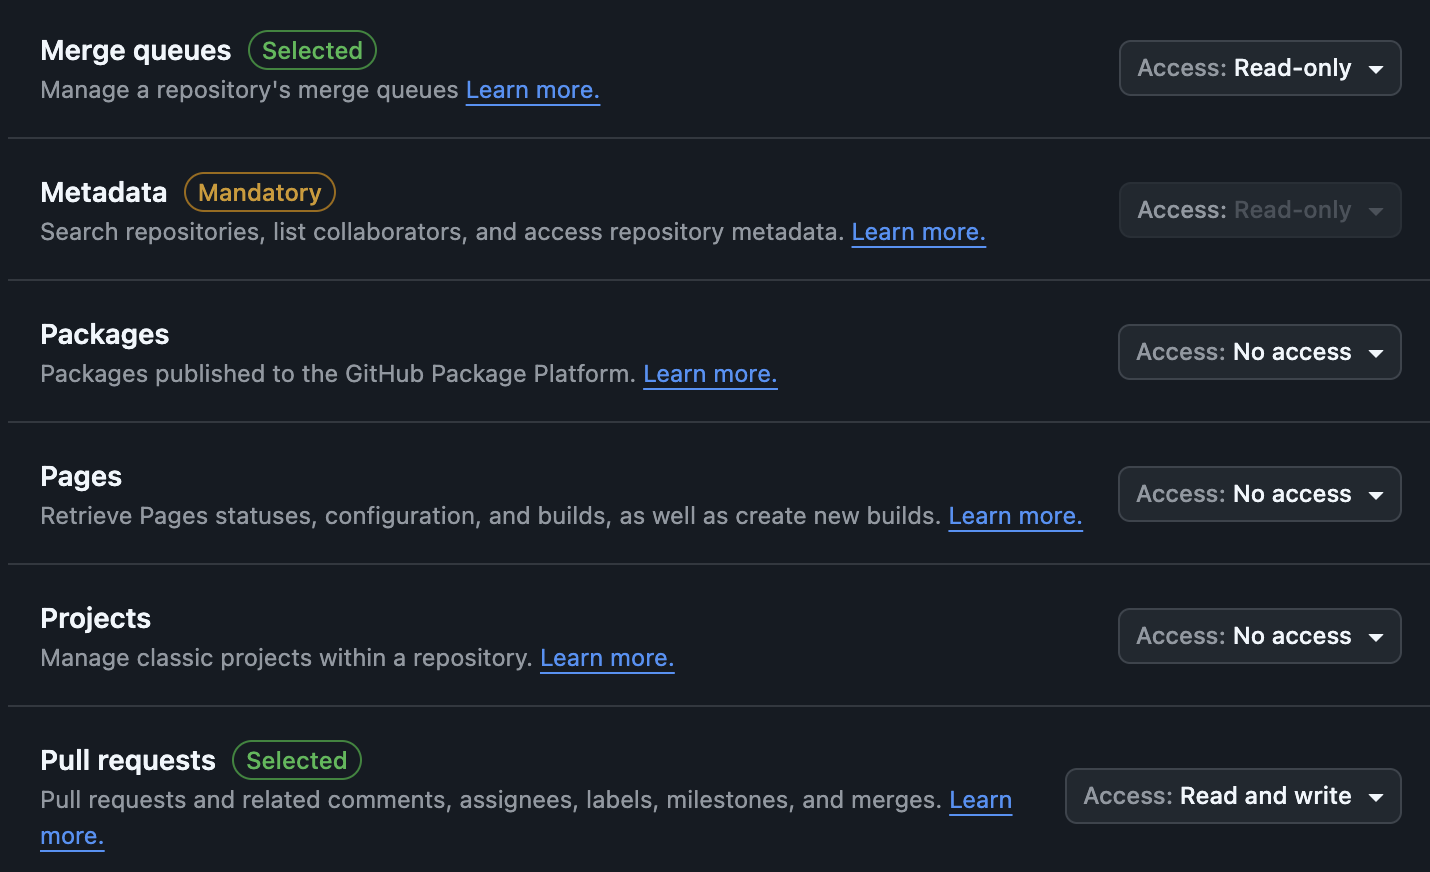 Merge queues Selected
Manage a repository's merge queues Learn more.
Access: Read-only
Metadata Mandatory
Search repositories, list collaborators, and access repository metadata. Learn more.
Access: Read-only
Packages
Packages published to the GitHub Package Platform. Learn more.
Access: No access
Pages
Retrieve Pages statuses, configuration, and builds, as well as create new builds. Learn more.
Access: No access
Projects
Manage classic projects within a repository. Learn more.
Access: No access
Pull requests Selected
Pull requests and related comments, assignees, labels, milestones, and merges. Learn
more.
Access: Read and write